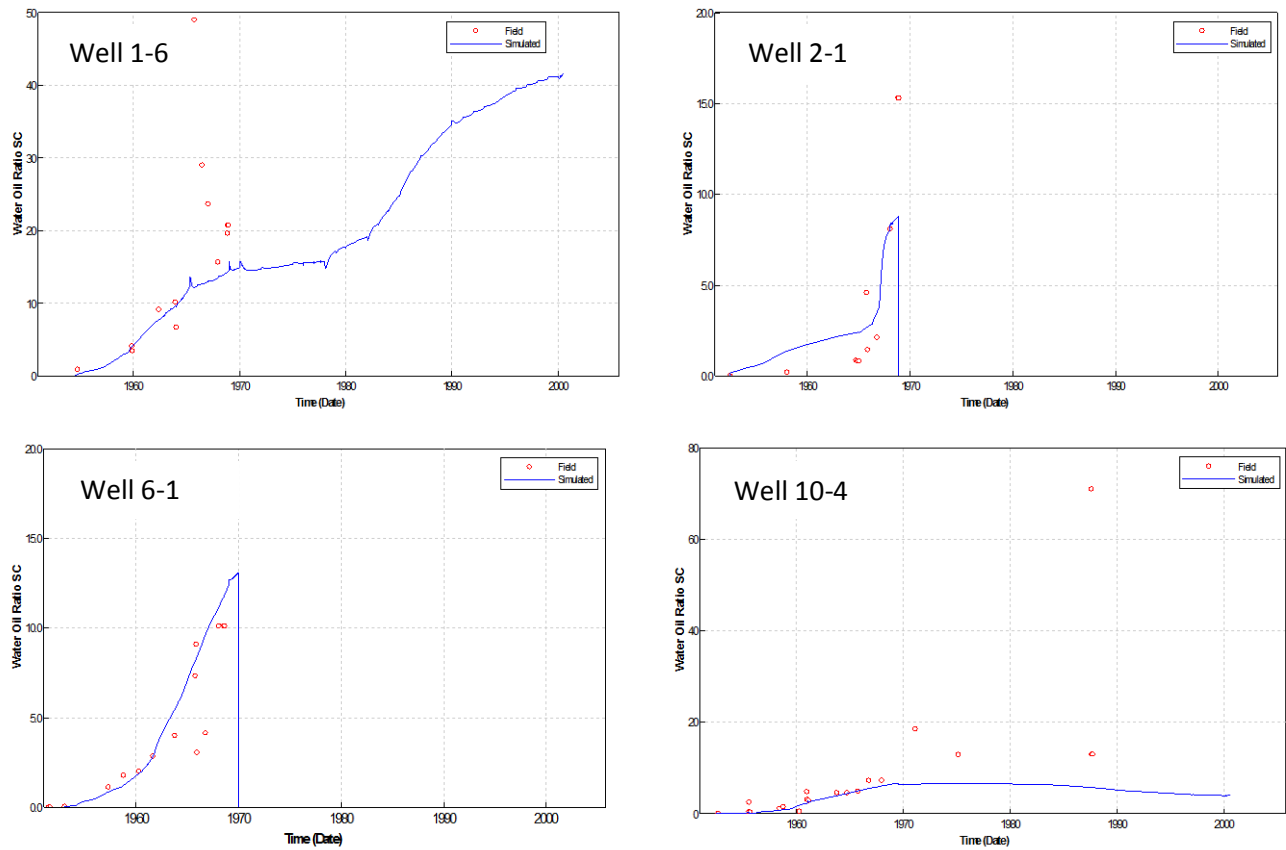 Well 1-6
Field
Simulated
Water Oil Ratio SC
50
40
30
20
10
0
1960 1970 1980 1990 2000
Time (Date)
Well 2-1
Field
Simulated
Water Oil Ratio SC
20.0
15.0
10.0
5.0
0.0
1960 1970 1980 1990 2000
Time (Date)
Well 6-1
Field
Simulated
Water Oil Ratio SC
20.0
15.0
10.0
5.0
0.0
1960 1970 1980 1990 2000
Time (Date)
Well 10-4
Field
Simulated
Water Oil Ratio SC
80
60
40
20
0
1960 1970 1980 1990 2000
Time (Date)